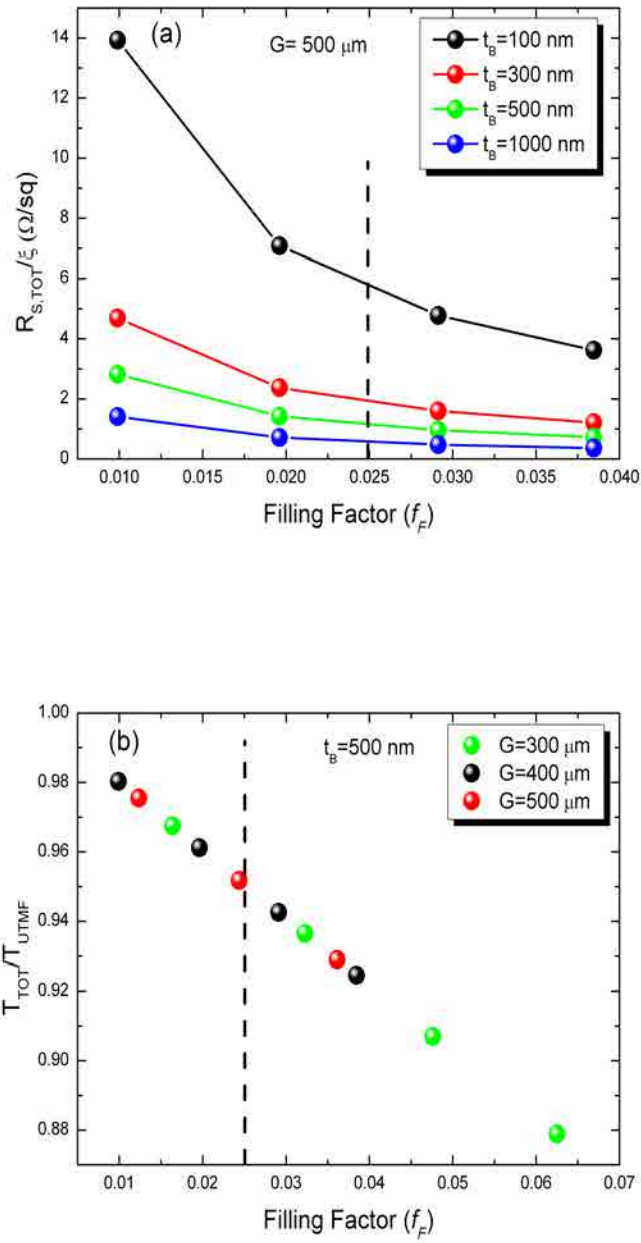 (a)
G= 500 μm
t_B=100 nm
t_B=300 nm
t_B=500 nm
t_B=1000 nm
14
12
10
8
6
4
2
0
R_S,TOT/ξ (Ω/sq)
0.010 0.015 0.020 0.025 0.030 0.035 0.040
Filling Factor (f_F)
(b)
t_B=500 nm
G=300 μm
G=400 μm
G=500 μm
1.00
0.98
0.96
0.94
0.92
0.90
0.88
T_TOT/T_UTMF
0.01 0.02 0.03 0.04 0.05 0.06 0.07
Filling Factor (f_F)